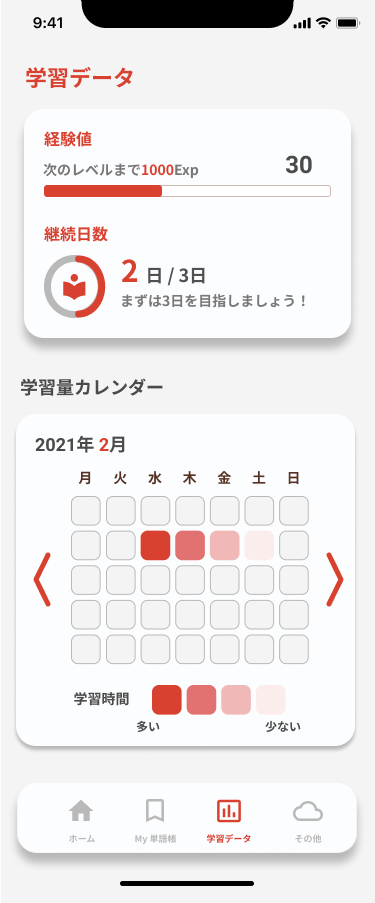 9:41
学習データ
経験値
次のレベルまで1000Exp
30
継続日数
2 日 / 3日
まずは3日を目指しましょう！
学習量カレンダー
2021年 2月
月 火 水 木 金 土 日
学習時間
多い 少ない
ホーム My 単語帳 学習データ その他